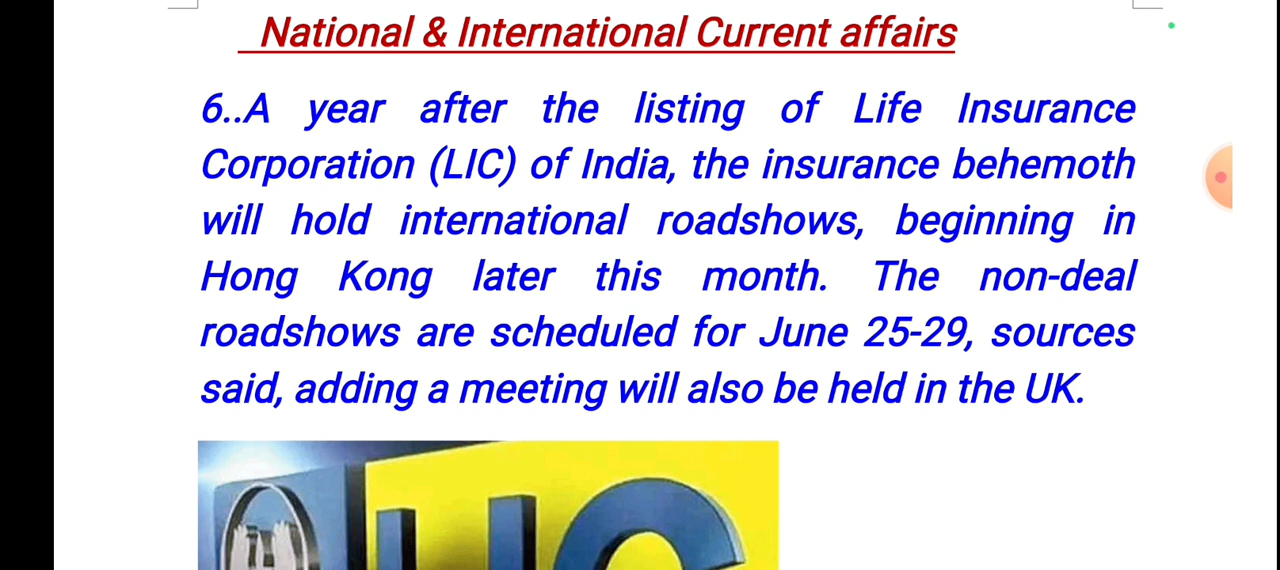 National & International Current affairs
6..A year after the listing of Life Insurance
Corporation (LIC) of India, the insurance behemoth
will hold international roadshows, beginning in
Hong Kong later this month. The non-deal
roadshows are scheduled for June 25-29, sources
said, adding a meeting will also be held in the UK.
LIC